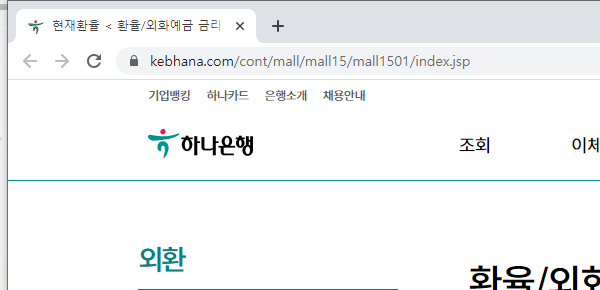 현재환율 < 환율/외화예금 금리
kebhana.com/cont/mall/mall15/mall1501/index.jsp
기업뱅킹 하나카드 은행소개 채용안내
하나은행 조회 이체
외환
환율/외화